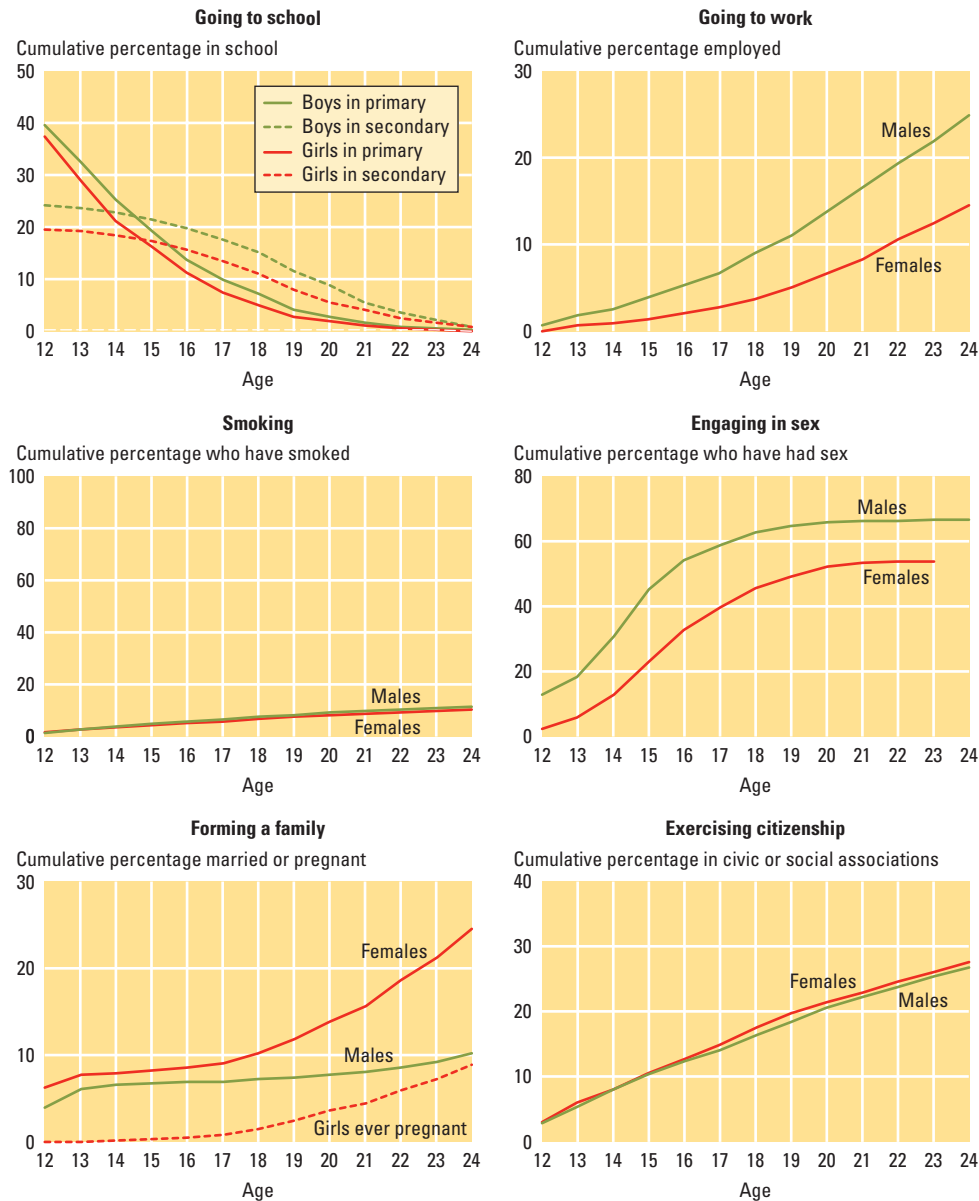 Going to school
Cumulative percentage in school
50
40
30
20
10
0
Boys in primary
Boys in secondary
Girls in primary
Girls in secondary
12 13 14 15 16 17 18 19 20 21 22 23 24
Age
Going to work
Cumulative percentage employed
30
20
10
0
Males
Females
12 13 14 15 16 17 18 19 20 21 22 23 24
Age
Smoking
Cumulative percentage who have smoked
100
80
60
40
20
0
Males
Females
12 13 14 15 16 17 18 19 20 21 22 23 24
Age
Engaging in sex
Cumulative percentage who have had sex
80
60
40
20
0
Males
Females
12 13 14 15 16 17 18 19 20 21 22 23 24
Age
Forming a family
Cumulative percentage married or pregnant
30
20
10
0
Females
Males
Girls ever pregnant
12 13 14 15 16 17 18 19 20 21 22 23 24
Age
Exercising citizenship
Cumulative percentage in civic or social associations
40
30
20
10
0
Females
Males
12 13 14 15 16 17 18 19 20 21 22 23 24
Age